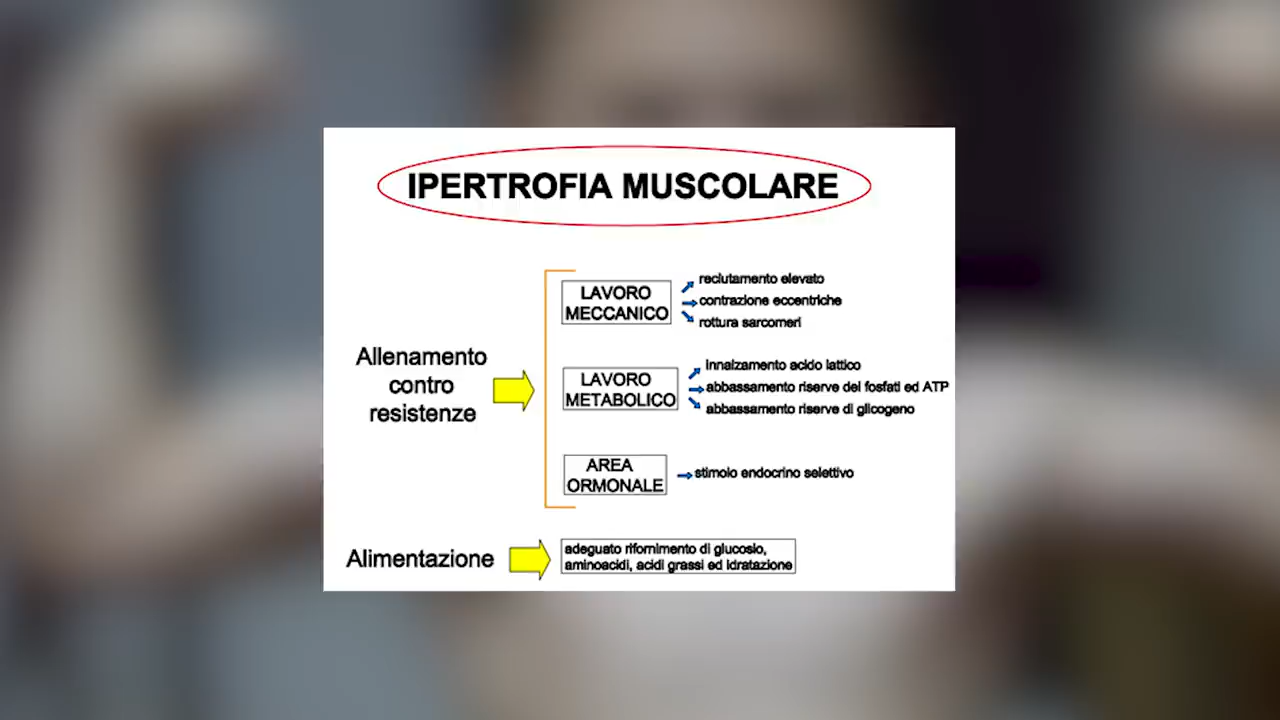 IPERTROFIA MUSCOLARE
Allenamento
contro
resistenze
LAVORO
MECCANICO
reclutamento elevato
contrazione eccentriche
rottura sarcomeri
LAVORO
METABOLICO
innalzamento acido lattico
abbassamento riserve dei fosfati ed ATP
abbassamento riserve di glicogeno
AREA
ORMONALE
stimolo endocrino selettivo
Alimentazione
adeguato rifornimento di glucosio,
aminoacidi, acidi grassi ed idratazione